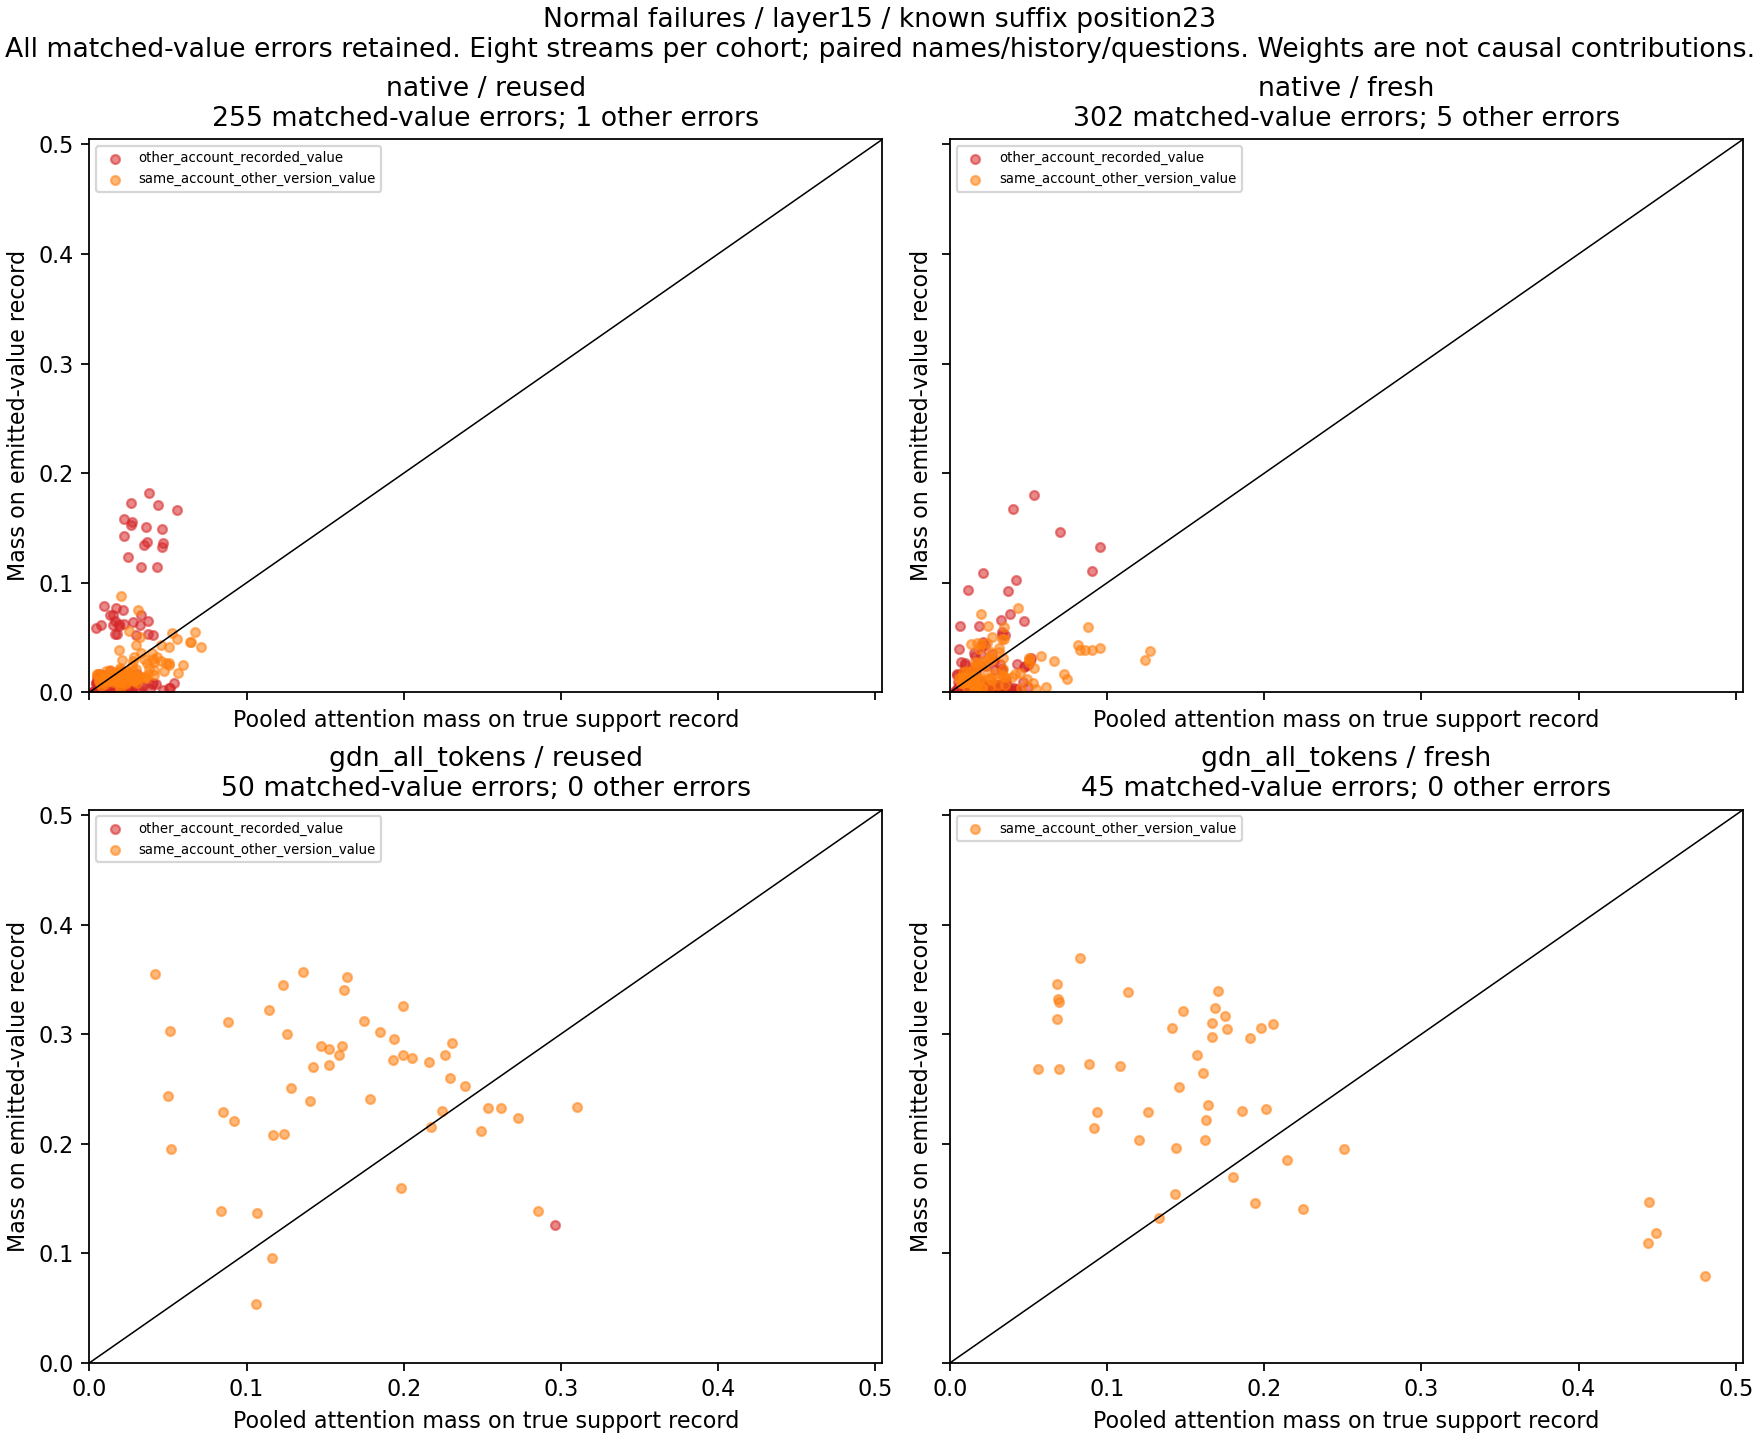 Normal failures / layer15 / known suffix position23
All matched-value errors retained. Eight streams per cohort; paired names/history/questions. Weights are not causal contributions.
native / reused
255 matched-value errors; 1 other errors
other_account_recorded_value
same_account_other_version_value
0.5
0.4
0.3
0.2
0.1
0.0
Mass on emitted-value record
Pooled attention mass on true support record
native / fresh
302 matched-value errors; 5 other errors
other_account_recorded_value
same_account_other_version_value
Mass on emitted-value record
Pooled attention mass on true support record
gdn_all_tokens / reused
50 matched-value errors; 0 other errors
other_account_recorded_value
same_account_other_version_value
0.5
0.4
0.3
0.2
0.1
0.0
Mass on emitted-value record
0.0 0.1 0.2 0.3 0.4 0.5
Pooled attention mass on true support record
gdn_all_tokens / fresh
45 matched-value errors; 0 other errors
same_account_other_version_value
Mass on emitted-value record
0.0 0.1 0.2 0.3 0.4 0.5
Pooled attention mass on true support record